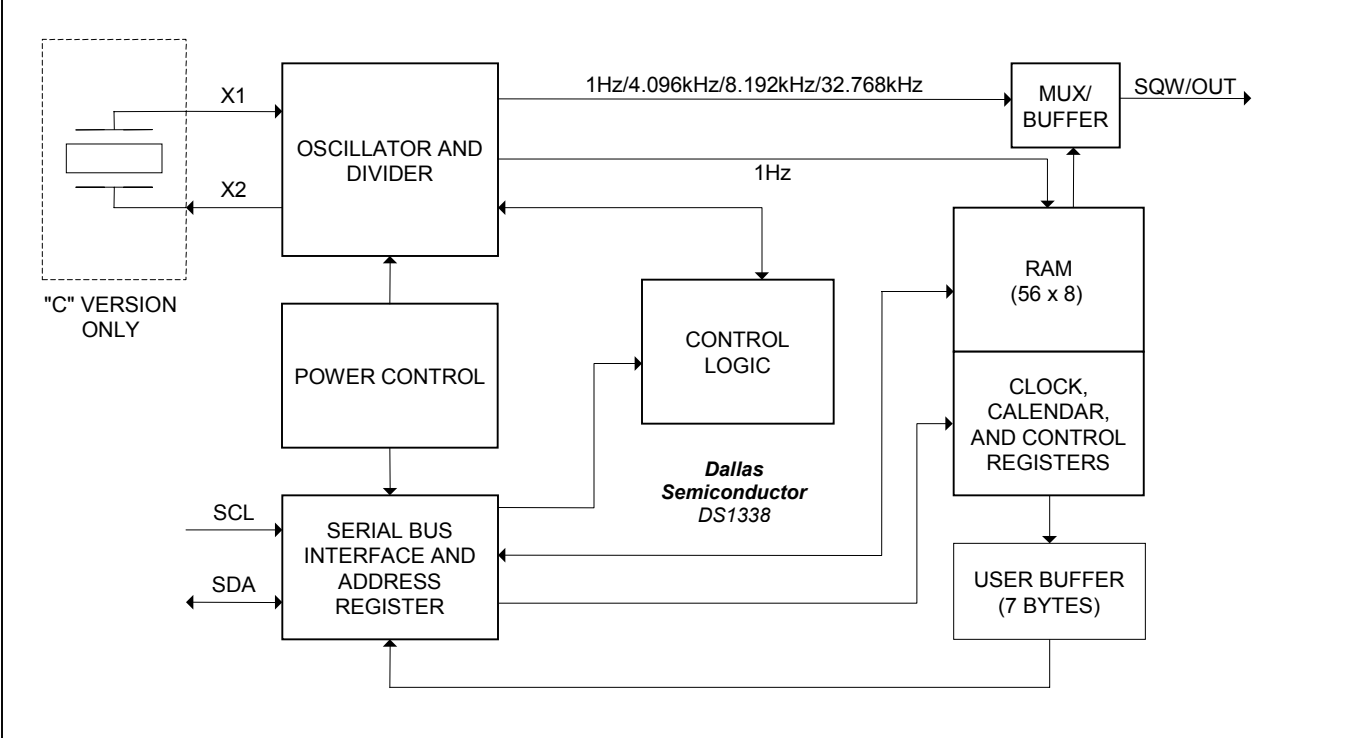 X1
X2
"C" VERSION
ONLY
OSCILLATOR AND
DIVIDER
1Hz/4.096kHz/8.192kHz/32.768kHz
1Hz
MUX/
BUFFER
SQW/OUT
RAM
(56 x 8)
POWER CONTROL
CONTROL
LOGIC
CLOCK,
CALENDAR,
AND CONTROL
REGISTERS
Dallas
Semiconductor
DS1338
SCL
SDA
SERIAL BUS
INTERFACE AND
ADDRESS
REGISTER
USER BUFFER
(7 BYTES)